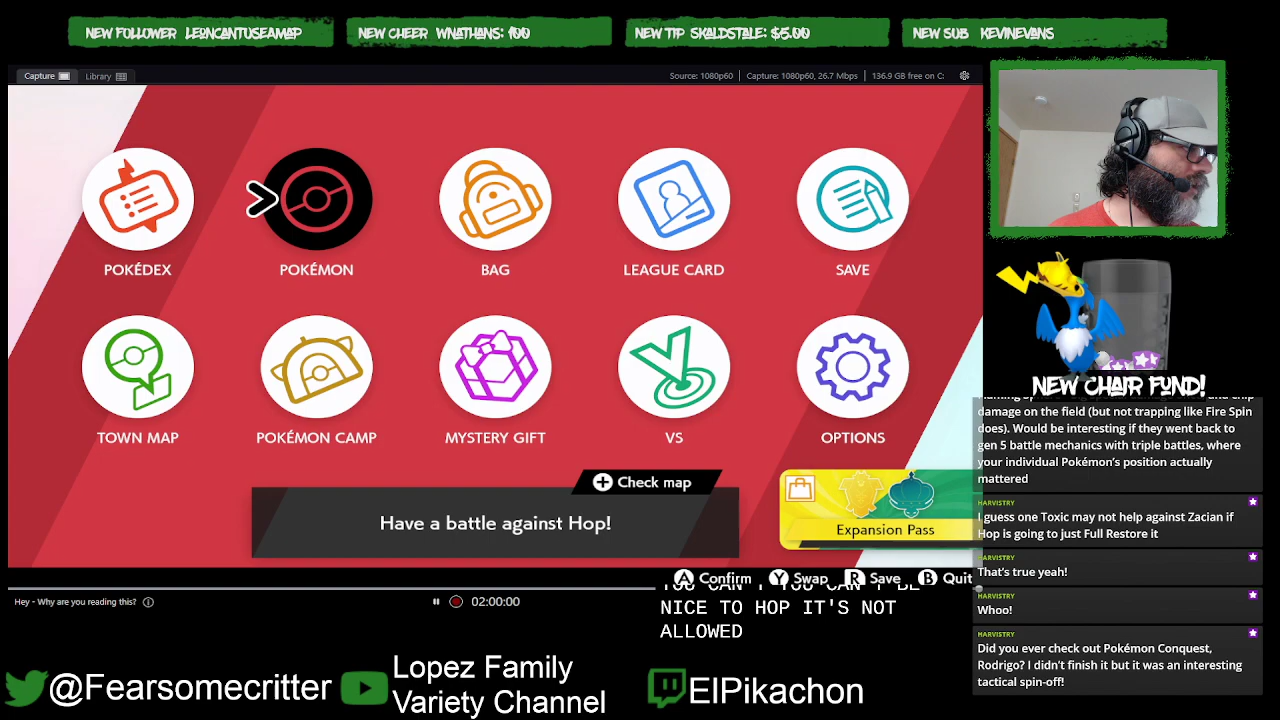 NEW FOLLOWER LEONCANTUSEAMAP
NEW CHEER WNATHANS: 100
NEW TIP SKALDSTALE: $5.00
NEW SUB KEVINEVANS
Capture
Library
Source: 1080p60 | Capture: 1080p60, 26.7 Mbps | 136.9 GB free on C:
POKÉDEX
POKÉMON
BAG
LEAGUE CARD
SAVE
TOWN MAP
POKÉMON CAMP
MYSTERY GIFT
VS
OPTIONS
Check map
Have a battle against Hop!
Expansion Pass
A Confirm Y Swap R Save B Quit
Hey - Why are you reading this?
02:00:00
YOU CAN'T YOU CAN'T BE
NICE TO HOP IT'S NOT
ALLOWED
NEW CHAIR FUND!
damage on the field (but not trapping like Fire Spin
does). Would be interesting if they went back to
gen 5 battle mechanics with triple battles, where
your individual Pokémon's position actually
mattered
HARVISTRY
I guess one Toxic may not help against Zacian if
Hop is going to just Full Restore it
HARVISTRY
That's true yeah!
HARVISTRY
Whoo!
HARVISTRY
Did you ever check out Pokémon Conquest,
Rodrigo? I didn't finish it but it was an interesting
tactical spin-off!
@Fearsomecritter
Lopez Family
Variety Channel
ElPikachon